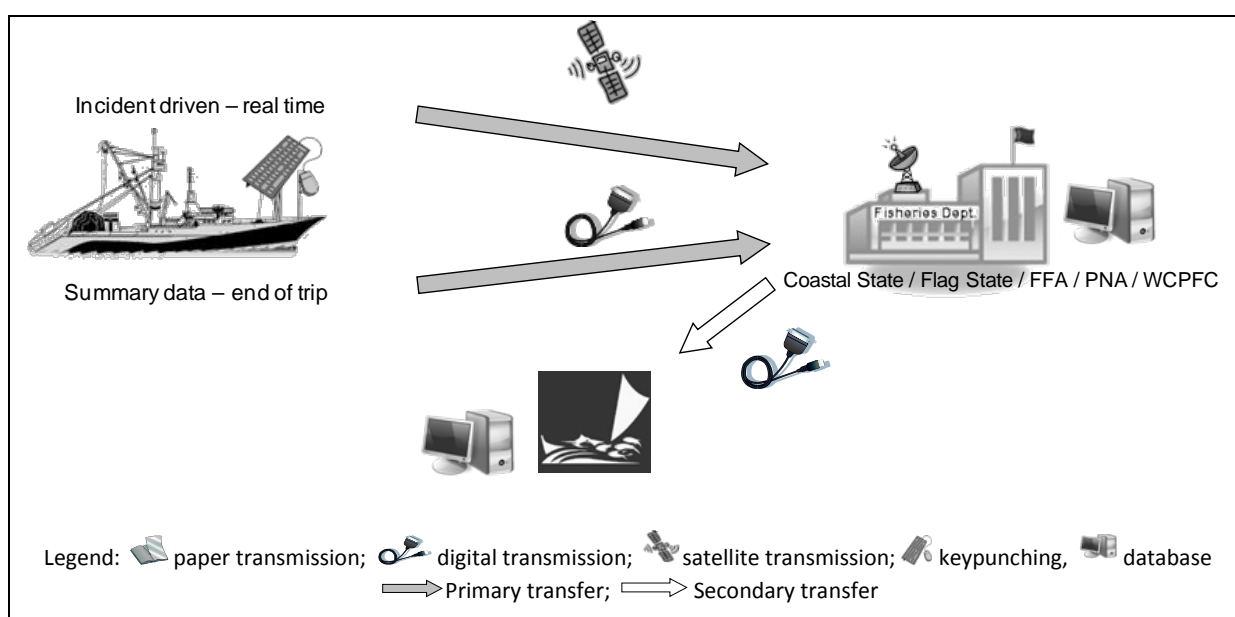 Incident driven – real time
Fisheries Dept.
Summary data – end of trip
Coastal State / Flag State / FFA / PNA / WCPFC
Legend: paper transmission; digital transmission; satellite transmission; keypunching, database
Primary transfer; Secondary transfer